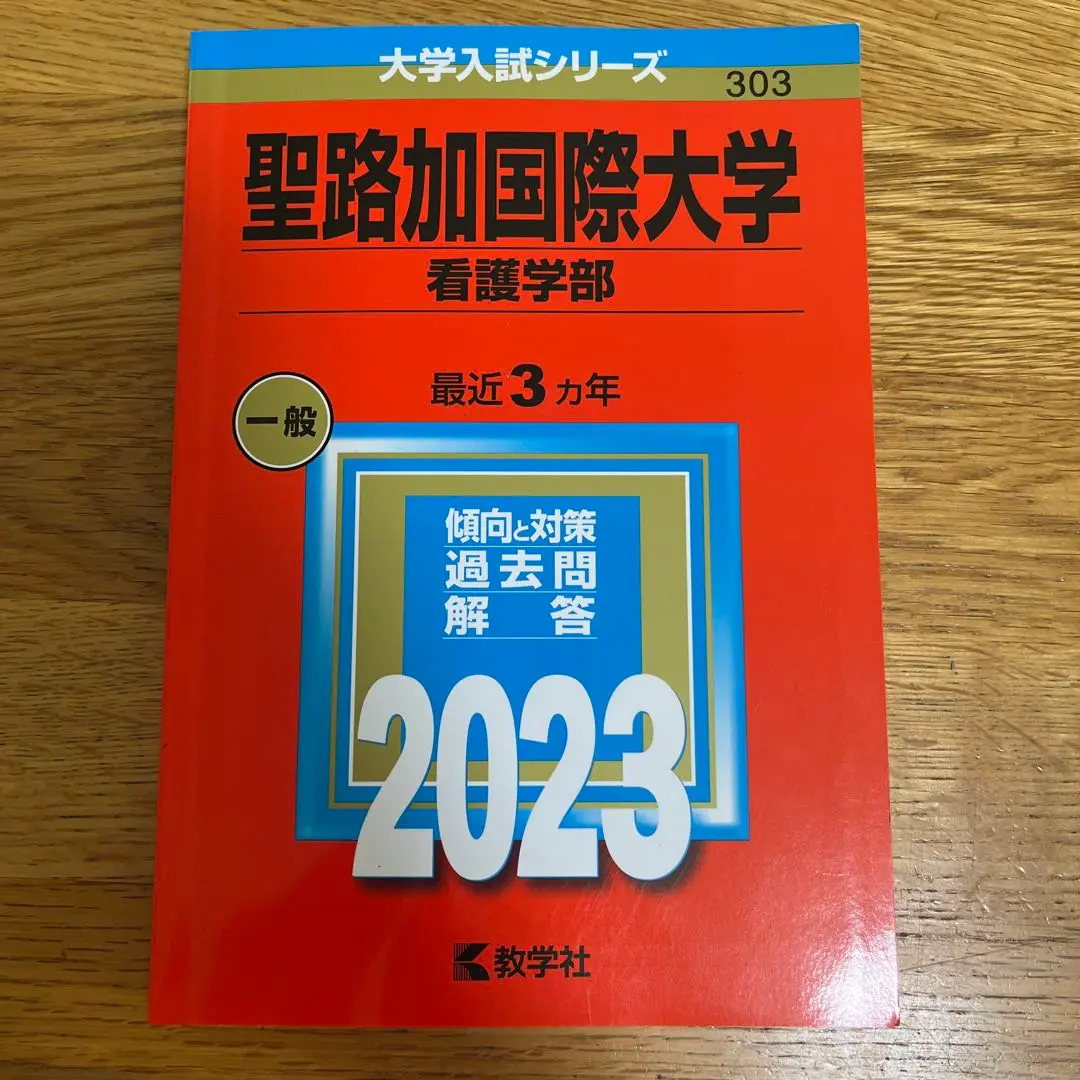 大学入試シリーズ
303
聖路加国際大学
看護学部
最近3ヵ年
一般
傾向と対策
過去問
解答
2023
教学社